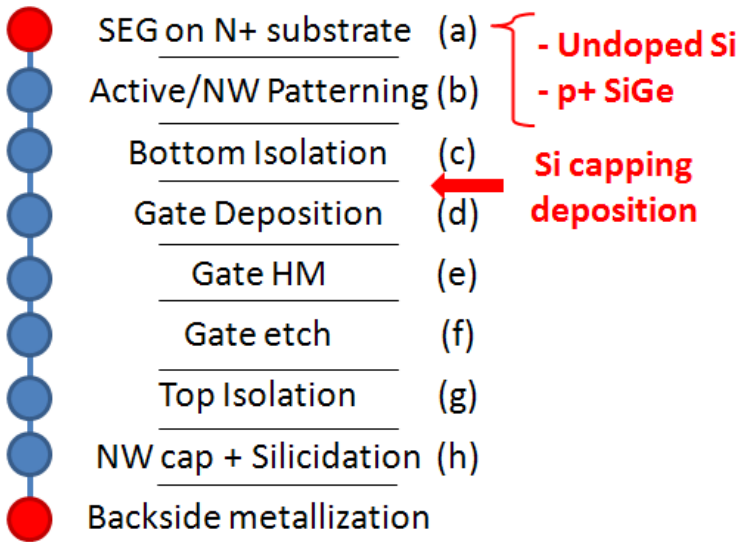 SEG on N+ substrate (a)
- Undoped Si
- p+ SiGe
Active/NW Patterning (b)
Bottom Isolation (c)
Si capping
deposition
Gate Deposition (d)
Gate HM (e)
Gate etch (f)
Top Isolation (g)
NW cap + Silicidation (h)
Backside metallization